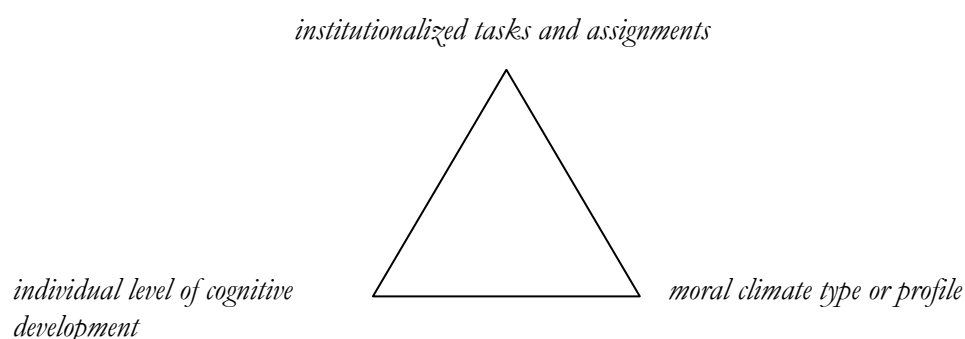 institutionalized tasks and assignments
individual level of cognitive
development
moral climate type or profile